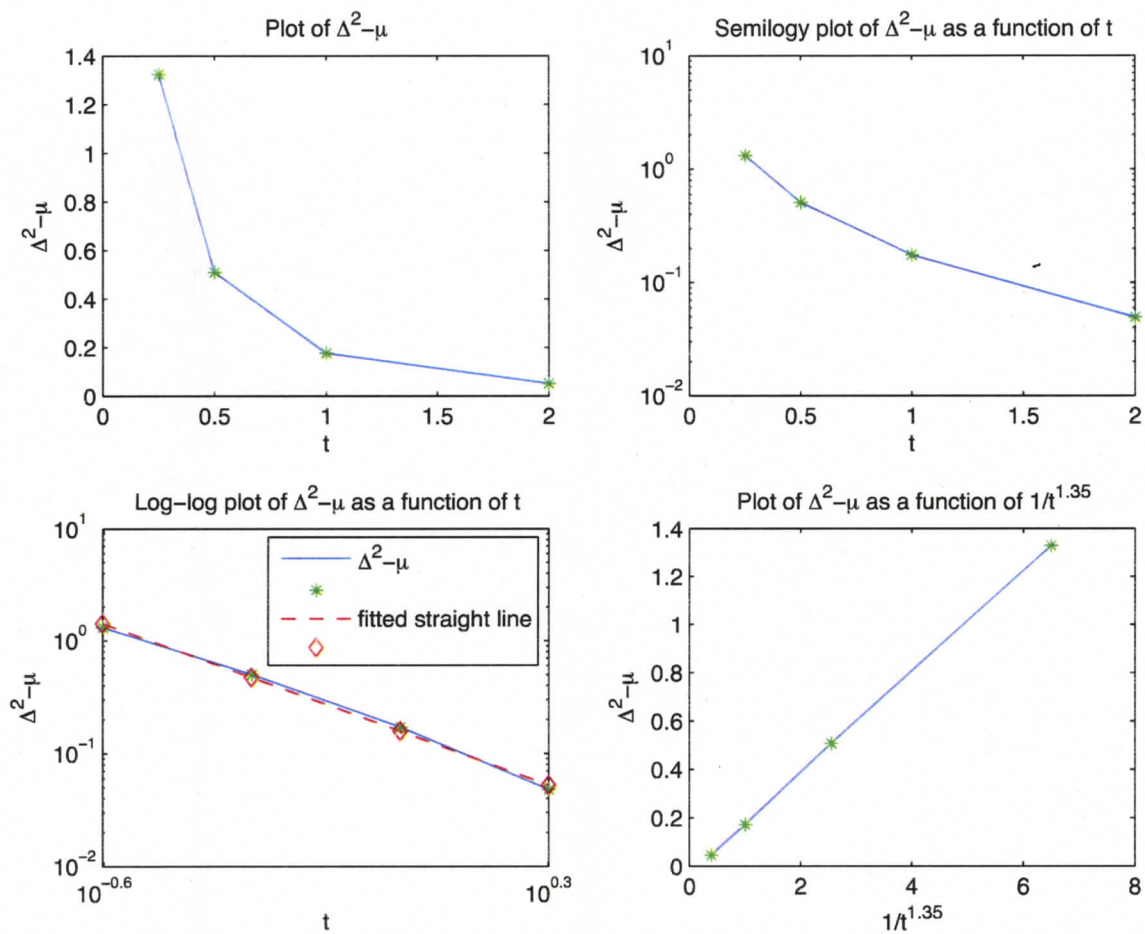 Plot of Δ²−μ
1.4
1.2
1
0.8
0.6
0.4
0.2
0
Δ²−μ
0 0.5 1 1.5 2
t
Semilogy plot of Δ²−μ as a function of t
10¹
10⁰
10⁻¹
10⁻²
Δ²−μ
0 0.5 1 1.5 2
t
Log−log plot of Δ²−μ as a function of t
10¹
10⁰
10⁻¹
10⁻²
Δ²−μ
Δ²−μ
fitted straight line
10⁻⁰·⁶ 10⁰·³
t
Plot of Δ²−μ as a function of 1/t¹·³⁵
1.4
1.2
1
0.8
0.6
0.4
0.2
0
Δ²−μ
0 2 4 6 8
1/t¹·³⁵